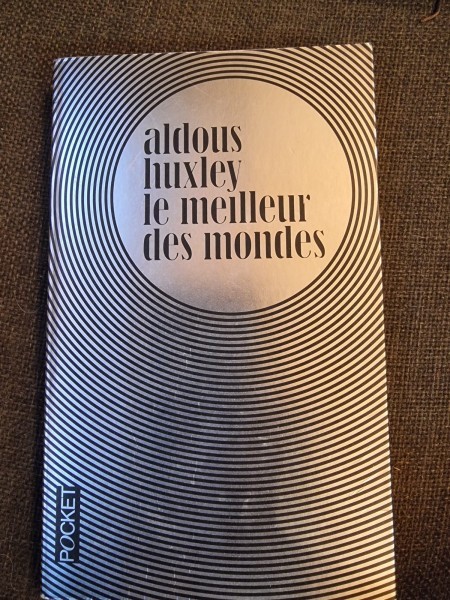 aldous
huxley
le meilleur
des mondes
POCKET